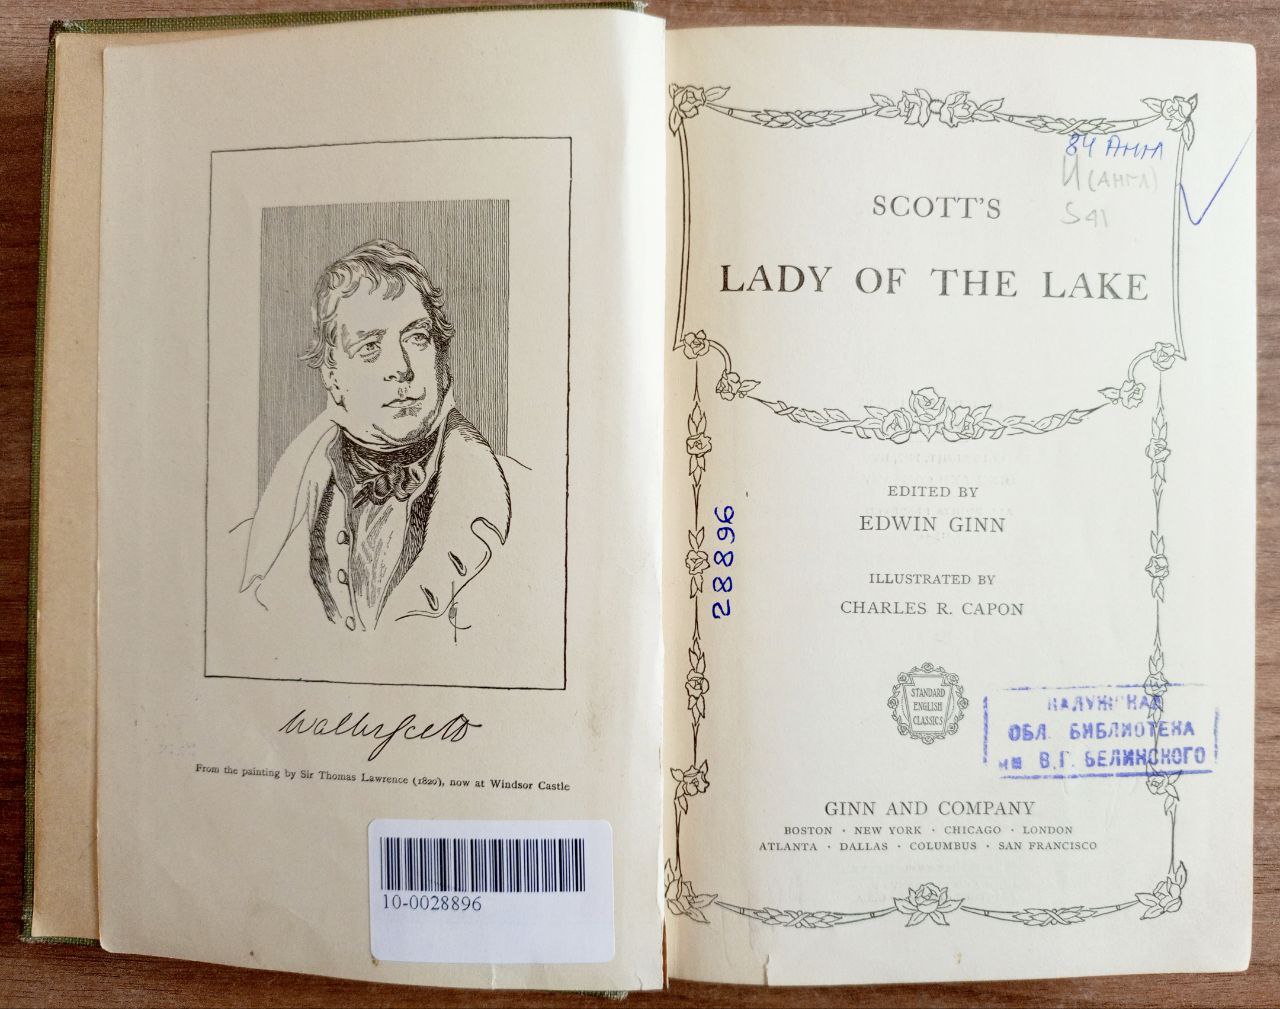 Walter Scott
From the painting by Sir Thomas Lawrence (1820), now at Windsor Castle
10-0028896
84 Англ
И (АНГЛ)
S41
SCOTT'S
LADY OF THE LAKE
EDITED BY
EDWIN GINN
28896
ILLUSTRATED BY
CHARLES R. CAPON
STANDARD
ENGLISH
CLASSICS
КАЛУЖСКАЯ
ОБЛ. БИБЛИОТЕКА
им В.Г. БЕЛИНСКОГО
GINN AND COMPANY
BOSTON · NEW YORK · CHICAGO · LONDON
ATLANTA · DALLAS · COLUMBUS · SAN FRANCISCO